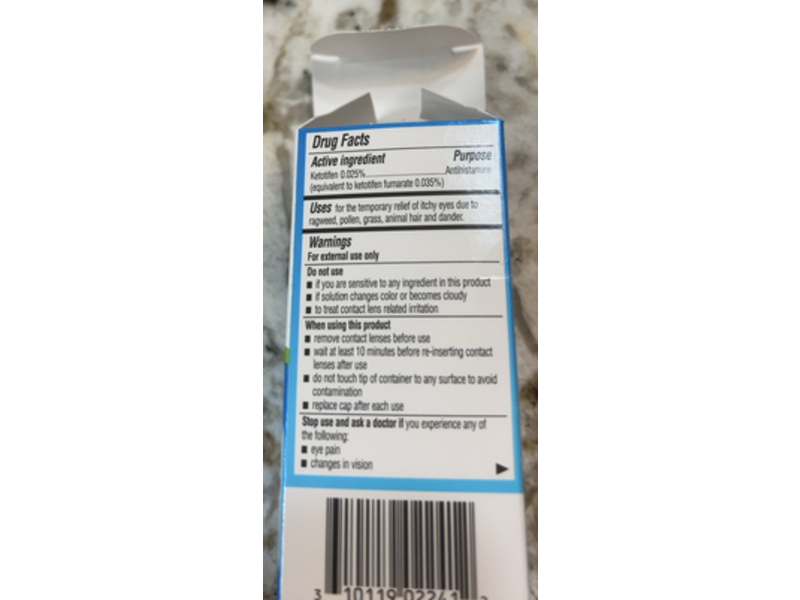 Drug Facts
Active ingredient Purpose
Ketotifen 0.025% Antihistamine
(equivalent to ketotifen fumarate 0.035%)
Uses for the temporary relief of itchy eyes due to
ragweed, pollen, grass, animal hair and dander.
Warnings
For external use only
Do not use
■ if you are sensitive to any ingredient in this product
■ if solution changes color or becomes cloudy
■ to treat contact lens related irritation
When using this product
■ remove contact lenses before use
■ wait at least 10 minutes before re-inserting contact
lenses after use
■ do not touch tip of container to any surface to avoid
contamination
■ replace cap after each use
Stop use and ask a doctor if you experience any of
the following:
■ eye pain
■ changes in vision
3 10119 02241